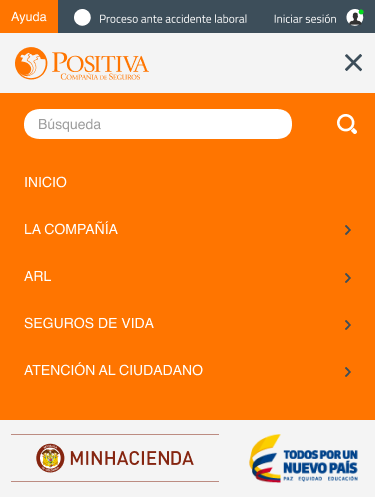 Ayuda
Proceso ante accidente laboral
Iniciar sesión
POSITIVA
COMPAÑIA DE SEGUROS
Búsqueda
INICIO
LA COMPAÑÍA
ARL
SEGUROS DE VIDA
ATENCIÓN AL CIUDADANO
MINHACIENDA
TODOS POR UN
NUEVO PAÍS
PAZ EQUIDAD EDUCACIÓN